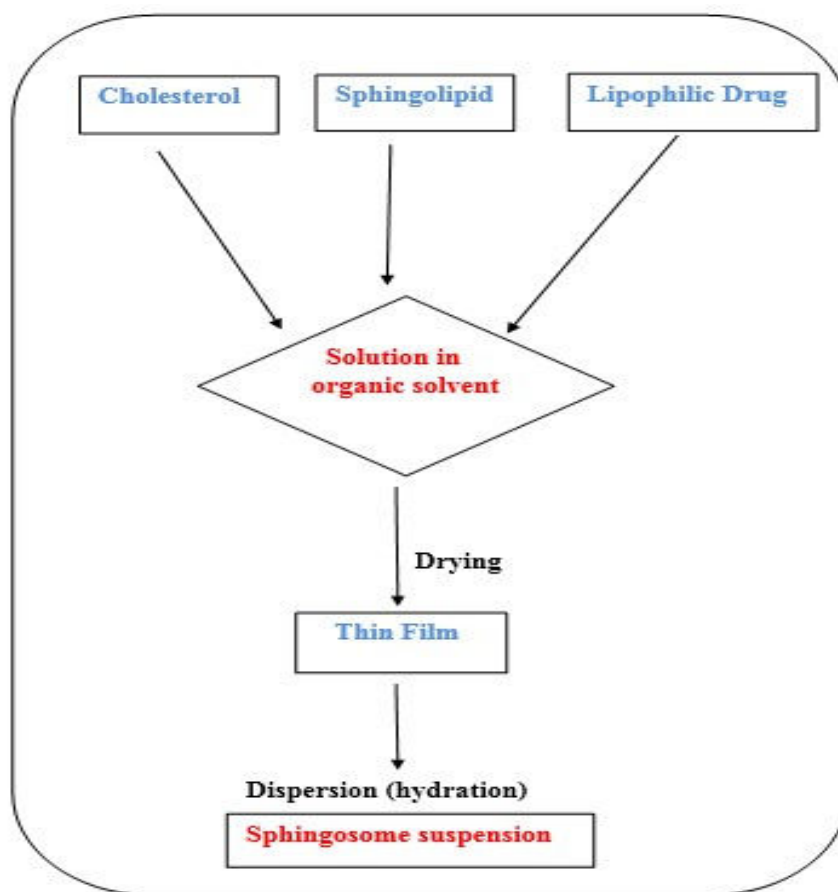 Cholesterol
Sphingolipid
Lipophilic Drug
Solution in
organic solvent
Drying
Thin Film
Dispersion (hydration)
Sphingosome suspension